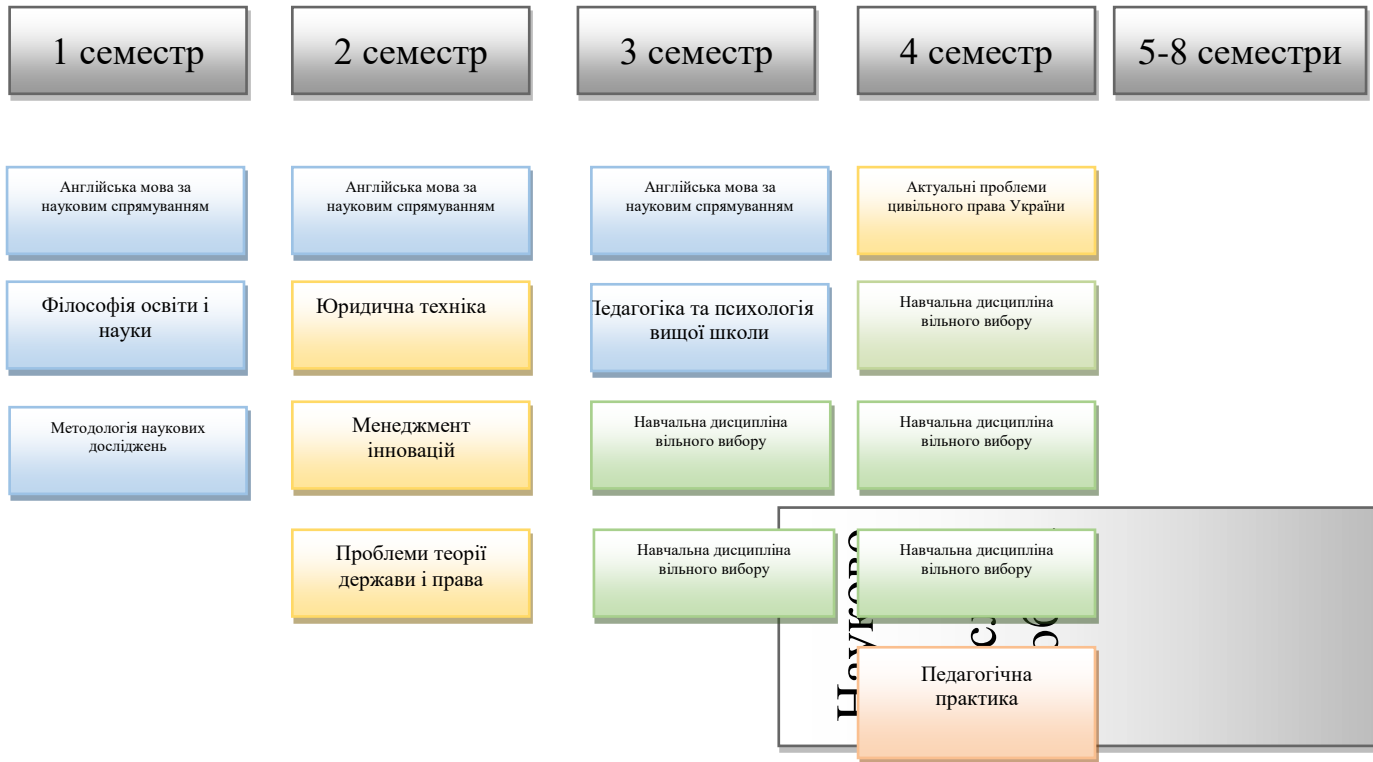 1 семестр
2 семестр
3 семестр
4 семестр
5-8 семестри
Англійська мова за
науковим спрямуванням
Англійська мова за
науковим спрямуванням
Англійська мова за
науковим спрямуванням
Актуальні проблеми
цивільного права України
Філософія освіти і
науки
Юридична техніка
та психологія
вищої школи
Навчальна дисципліна
вільного вибору
Методологія наукових
досліджень
Менеджмент
інновацій
Навчальна дисципліна
вільного вибору
Навчальна дисципліна
вільного вибору
Проблеми теорії
держави і права
Навчальна дисципліна
вільного вибору
Навчальна дисципліна
вільного вибору
Педагогічна
практика